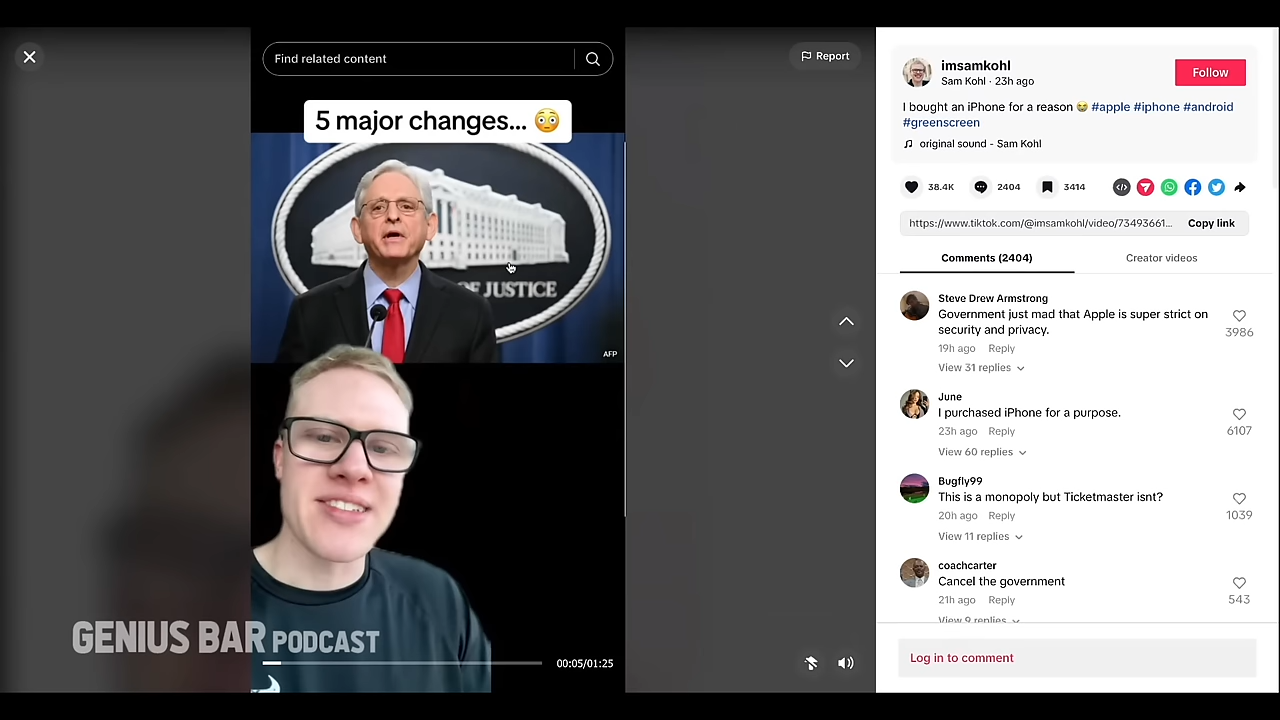 Find related content
Report
5 major changes... 😳
OF JUSTICE
AFP
GENIUS BAR PODCAST
00:05/01:25
imsamkohl
Sam Kohl · 23h ago
Follow
I bought an iPhone for a reason 😭 #apple #iphone #android
#greenscreen
original sound - Sam Kohl
38.4K
2404
3414
https://www.tiktok.com/@imsamkohl/video/73493661...
Copy link
Comments (2404)
Creator videos
Steve Drew Armstrong
Government just mad that Apple is super strict on
security and privacy.
3986
19h ago Reply
View 31 replies
June
I purchased iPhone for a purpose.
6107
23h ago Reply
View 60 replies
Bugfly99
This is a monopoly but Ticketmaster isnt?
1039
20h ago Reply
View 11 replies
coachcarter
Cancel the government
543
21h ago Reply
View 9 replies
Log in to comment